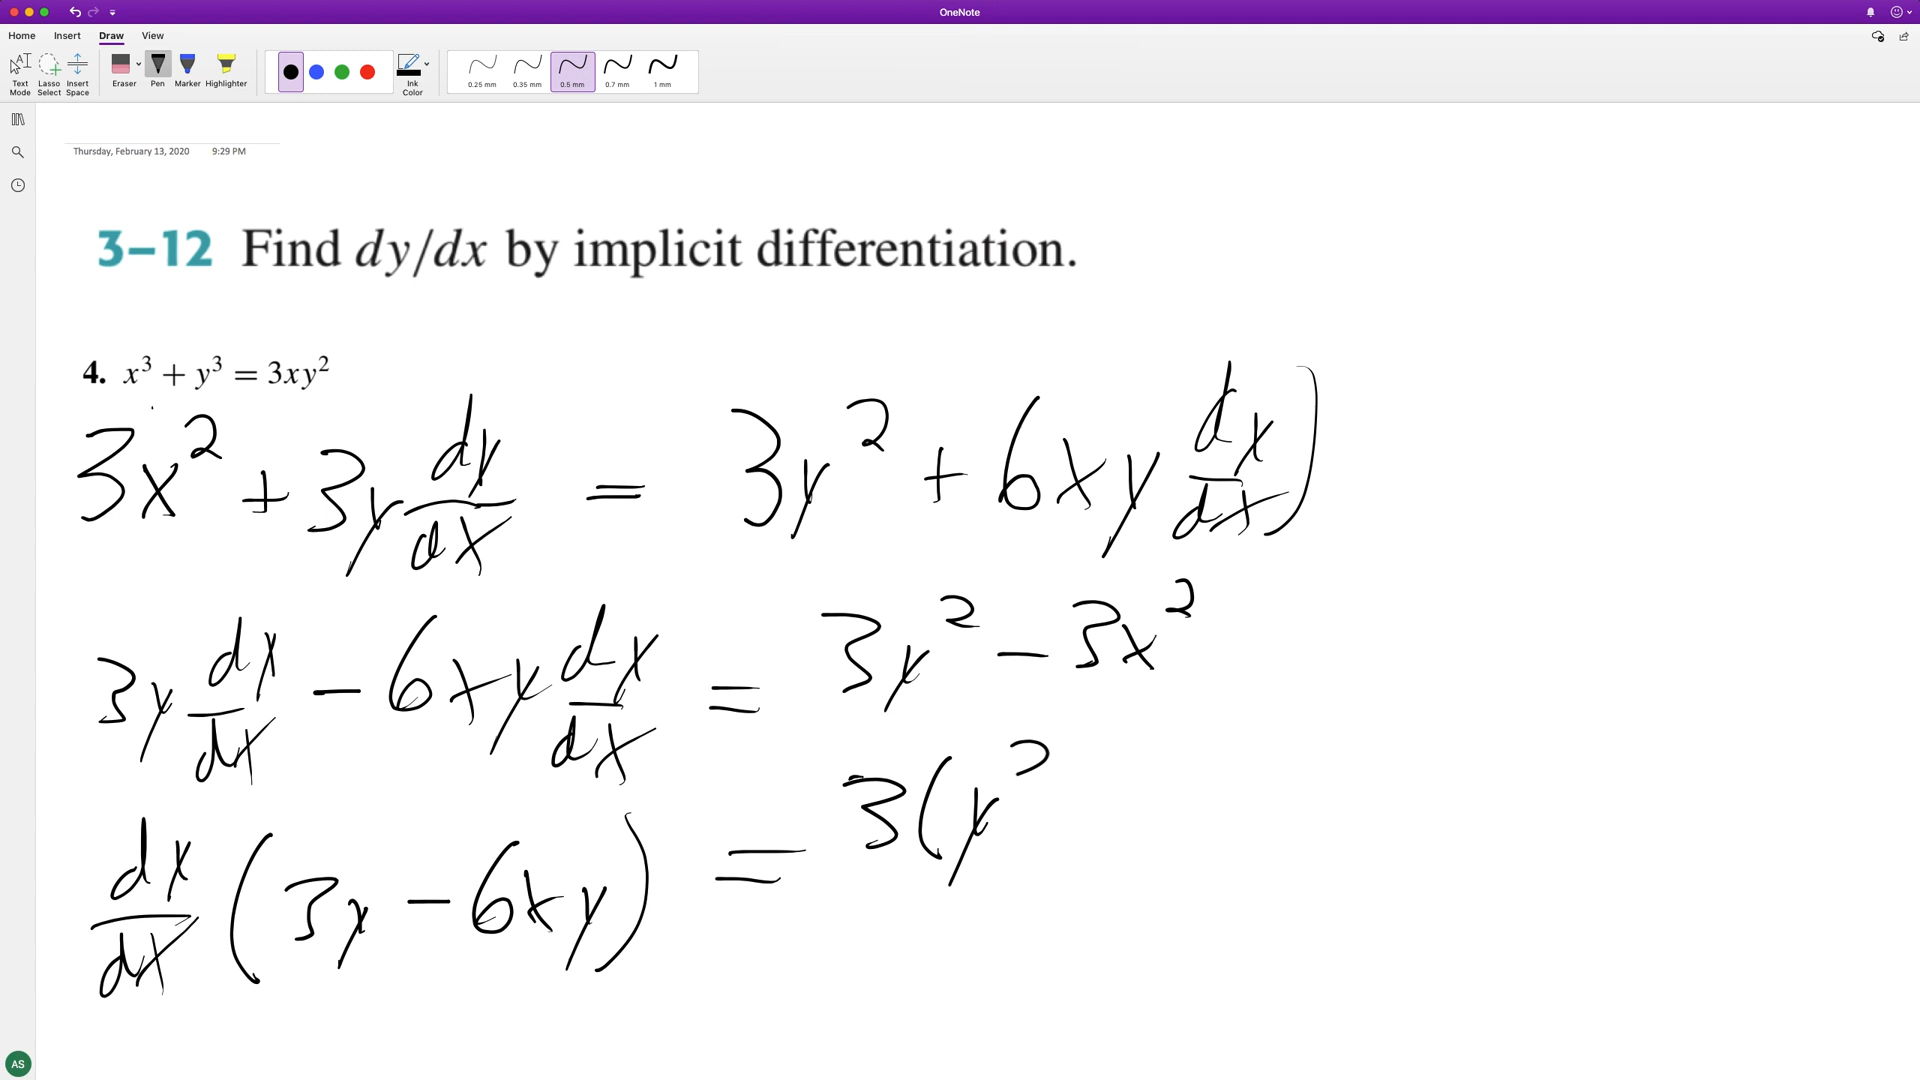 OneNote
Home Insert Draw View
Text Mode Lasso Select Insert Space Eraser Pen Marker Highlighter Ink Color 0.25 mm 0.35 mm 0.5 mm 0.7 mm 1 mm
Thursday, February 13, 2020 9:29 PM
3–12 Find dy/dx by implicit differentiation.
4. x³ + y³ = 3xy²
3x² + 3y dy/dx = 3y² + 6xy dy/dx)
3y dy/dx − 6xy dy/dx = 3y² − 3x²
dy/dx (3y − 6xy) = 3(y²
AS